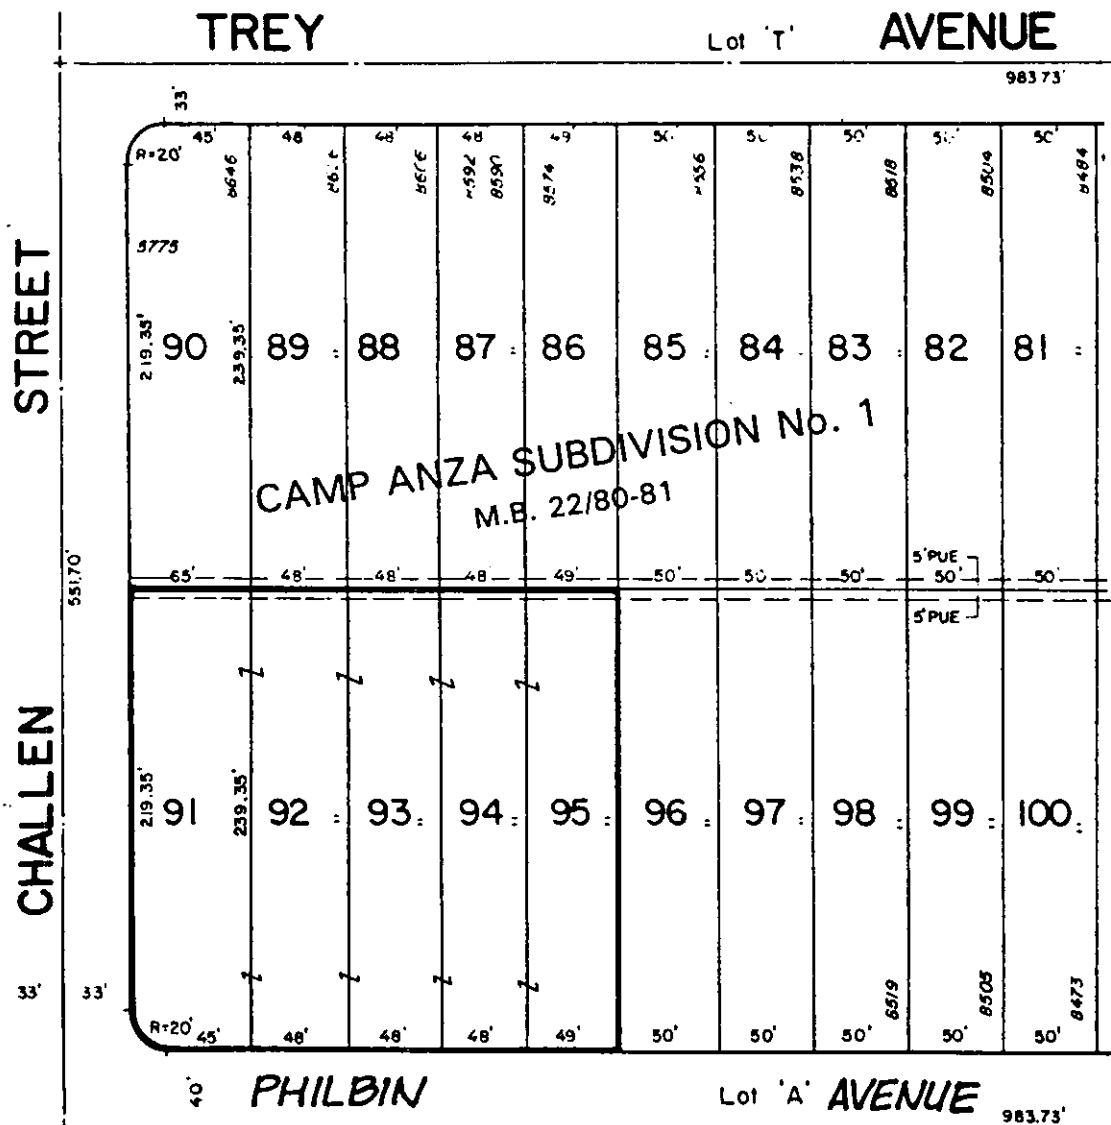 TREY Lot 'T' AVENUE
983.73'
33'
45' 48' 48' 48 49' 50' 50' 50' 50'
R=20'
8646 8592 8590 8538 8504 8484
5775
STREET
219.35' 90 239.35' 89 88 87 86 85 84 83 82 81
CAMP ANZA SUBDIVISION No. 1
M.B. 22/80-81
551.70'
5' PUE
65' 48' 48' 48' 49' 50' 50' 50' 50'
5' PUE
CHALLEN
219.35' 91 239.35' 92 93 94 95 96 97 98 99 100
33' 33'
8519 8505 8473
R=20'
45' 48' 48' 48' 49' 50' 50' 50' 50' 50'
40' PHILBIN Lot 'A' AVENUE
983.73'